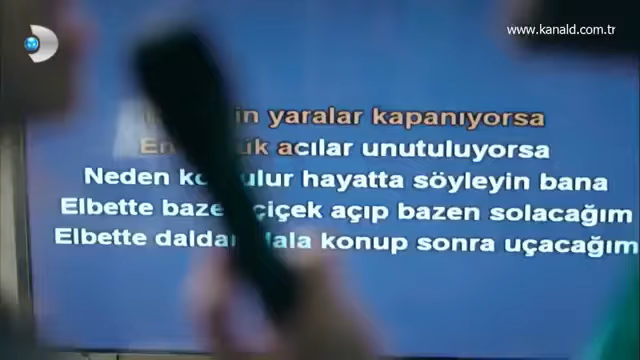 www.kanald.com.tr
yaralar kapanıyorsa
acılar unutuluyorsa
Neden hayatta söyleyin bana
Elbette çiçek açıp bazen solacağım
Elbette konup sonra uçacağım